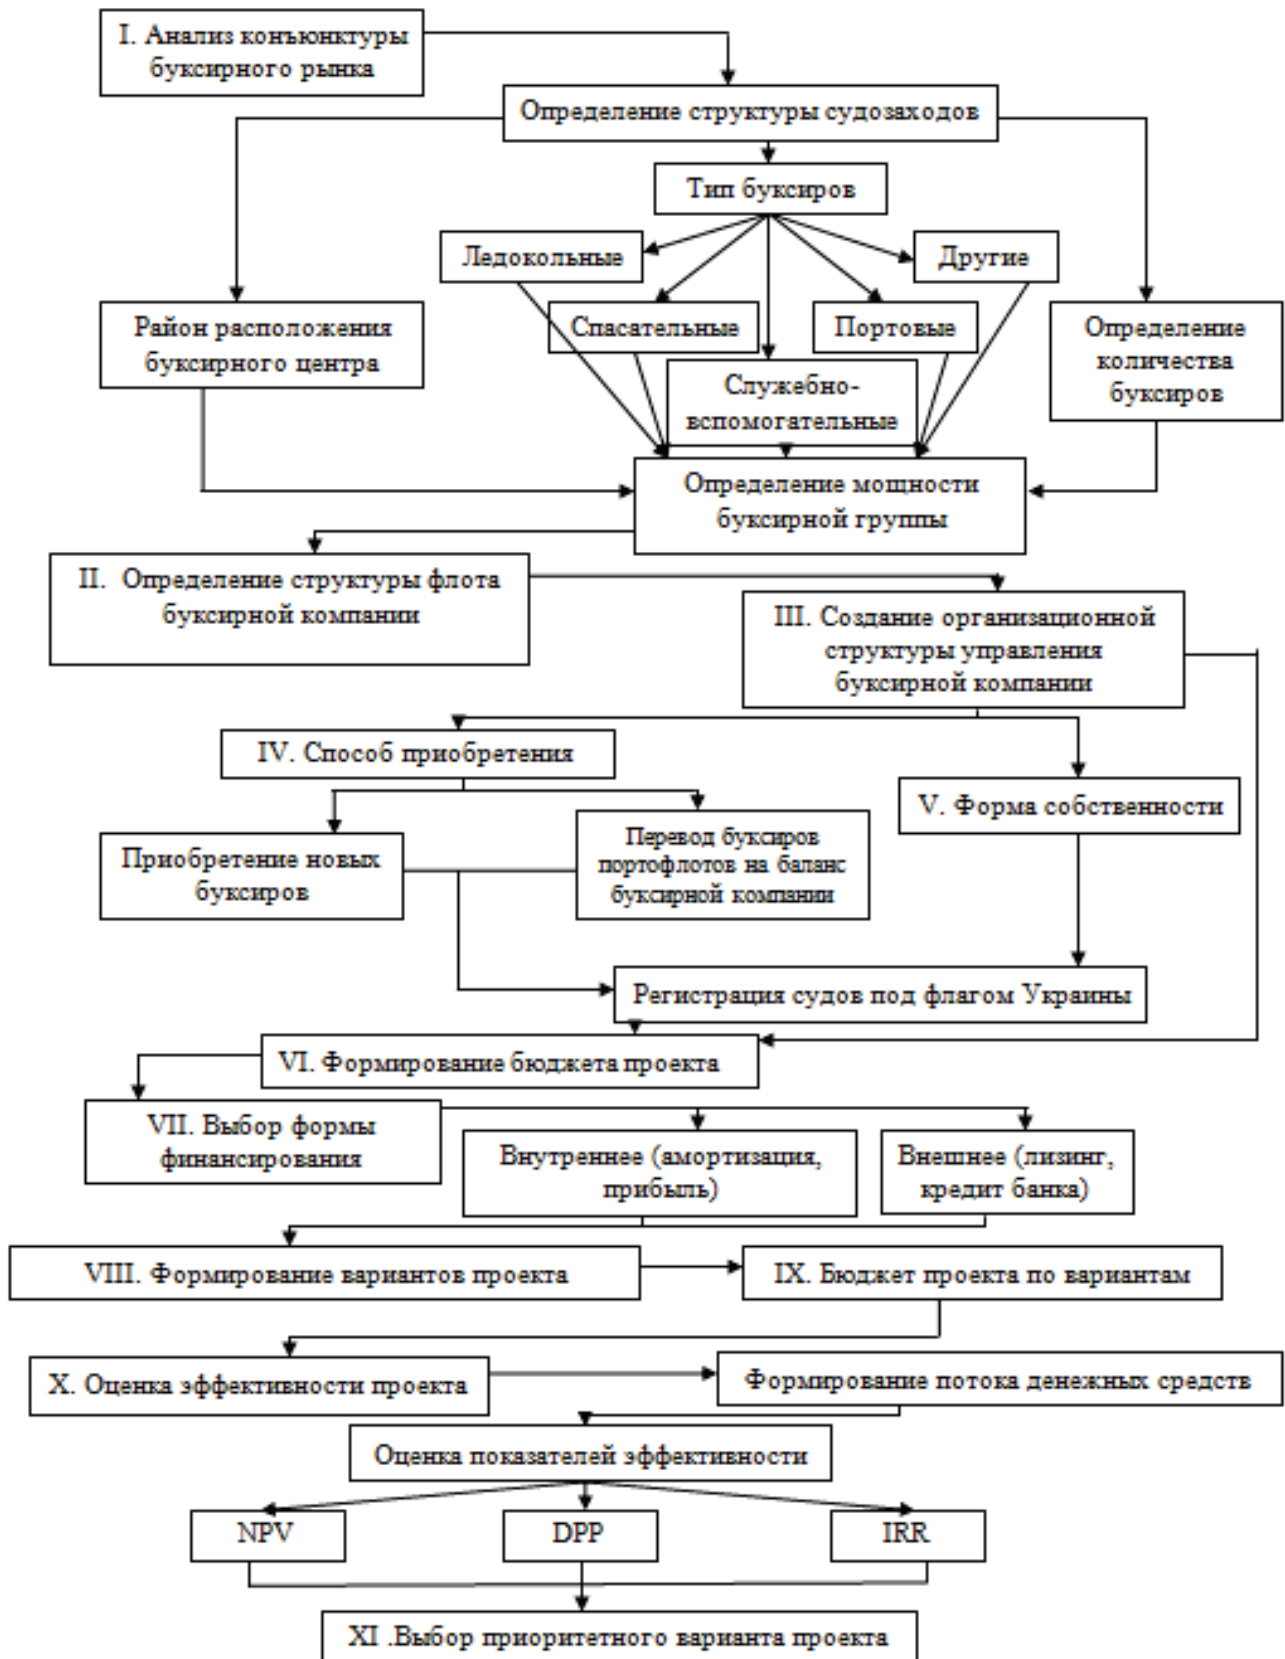 I. Анализ конъюнктуры
буксирного рынка
Определение структуры судозаходов
Тип буксиров
Ледокольные
Другие
Район расположения
буксирного центра
Спасательные
Портовые
Определение
количества
буксиров
Служебно-
вспомогательные
Определение мощности
буксирной группы
II. Определение структуры флота
буксирной компании
III. Создание организационной
структуры управления
буксирной компании
IV. Способ приобретения
V. Форма собственности
Приобретение новых
буксиров
Перевод буксиров
портофлотов на баланс
буксирной компании
Регистрация судов под флагом Украины
VI. Формирование бюджета проекта
VII. Выбор формы
финансирования
Внутреннее (амортизация,
прибыль)
Внешнее (лизинг,
кредит банка)
VIII. Формирование вариантов проекта
IX. Бюджет проекта по вариантам
X. Оценка эффективности проекта
Формирование потока денежных средств
Оценка показателей эффективности
NPV
DPP
IRR
XI .Выбор приоритетного варианта проекта